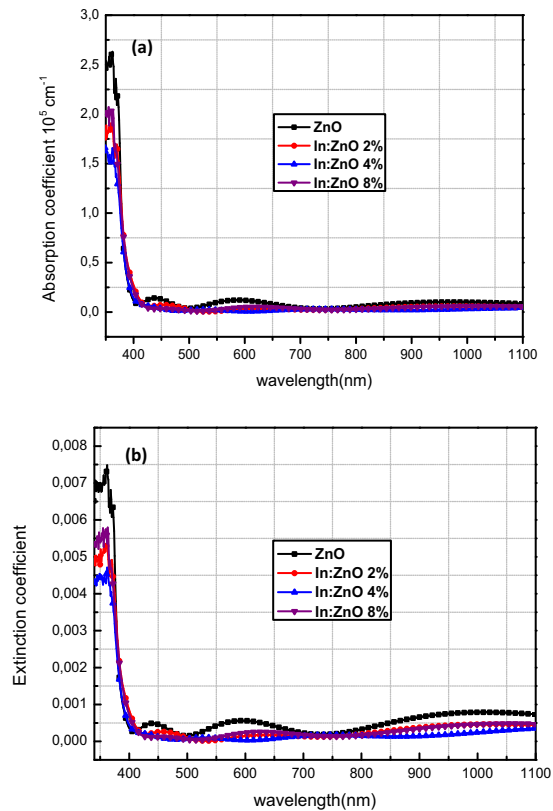 (a)
Absorption coefficient 10⁵ cm⁻¹
3,0
2,5
2,0
1,5
1,0
0,5
0,0
ZnO
In:ZnO 2%
In:ZnO 4%
In:ZnO 8%
350 400 500 600 700 800 900 1000 1100
wavelength(nm)
(b)
Extinction coefficient
0,008
0,007
0,006
0,005
0,004
0,003
0,002
0,001
0,000
ZnO
In:ZnO 2%
In:ZnO 4%
In:ZnO 8%
400 500 600 700 800 900 1000 1100
wavelength(nm)